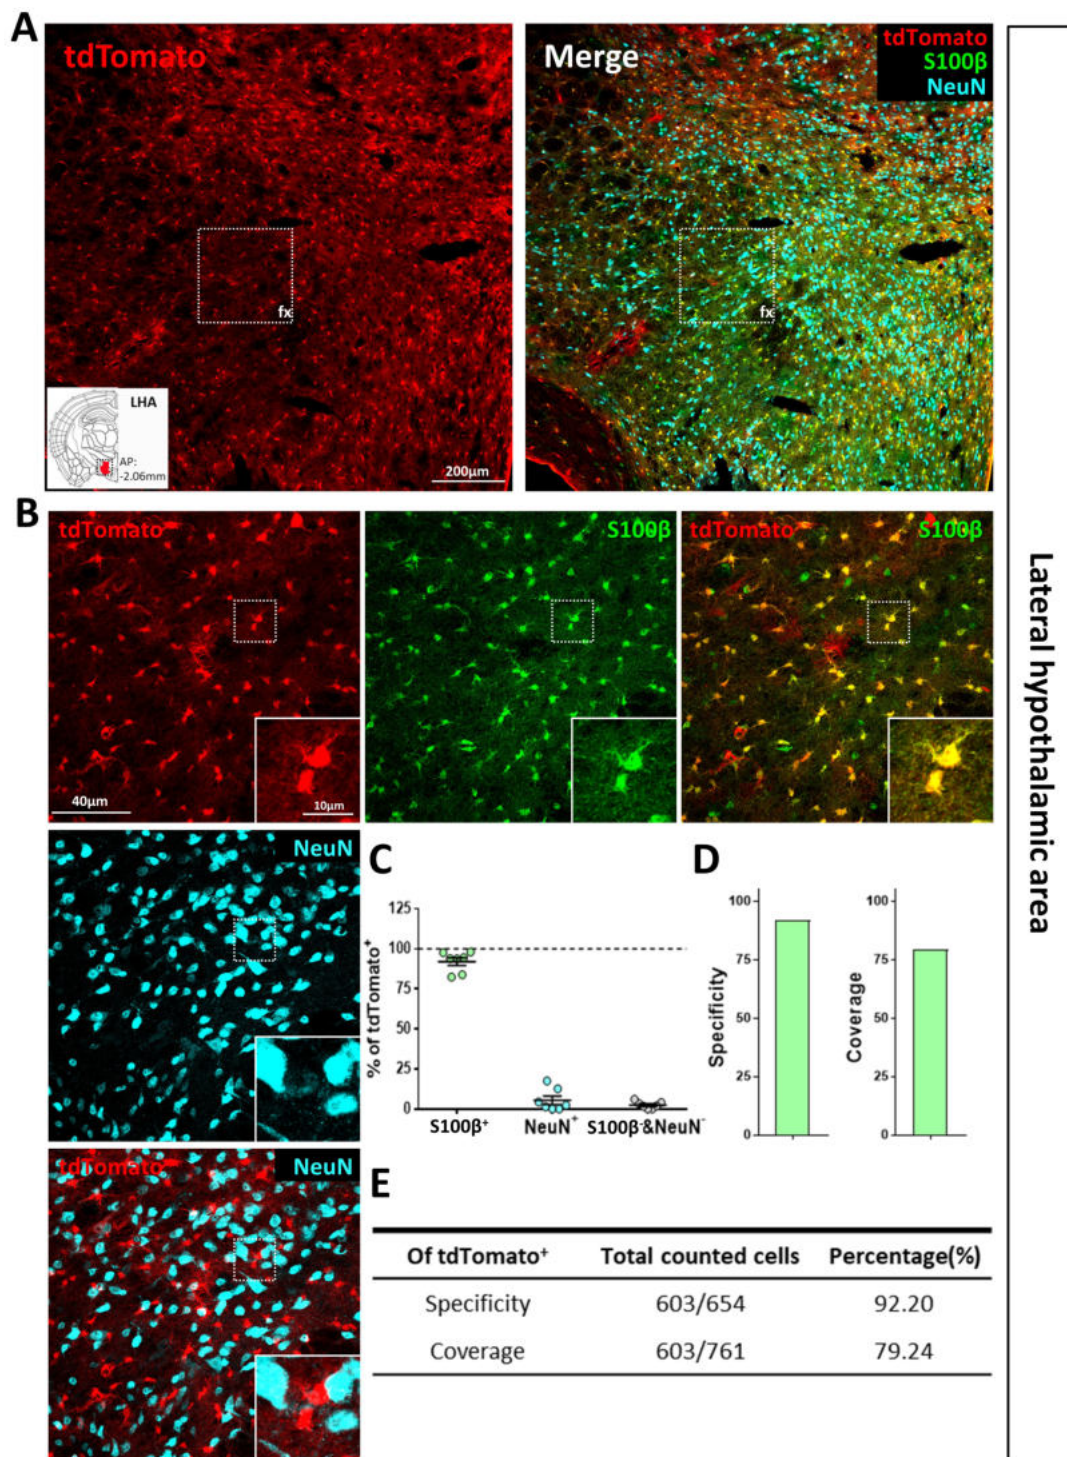 A
tdTomato
Merge
tdTomato
S100β
NeuN
fx
fx
LHA
AP:
-2.06mm
200μm
Lateral hypothalamic area
B
tdTomato
S100β
tdTomato
S100β
40μm
10μm
NeuN
C
% of tdTomato⁺
125
100
75
50
25
0
S100β⁺
NeuN⁺
S100β⁻&NeuN⁻
D
Specificity
100
75
50
25
0
Coverage
100
75
50
25
0
tdTomato
NeuN
E
Of tdTomato⁺ Total counted cells Percentage(%)
Specificity 603/654 92.20
Coverage 603/761 79.24